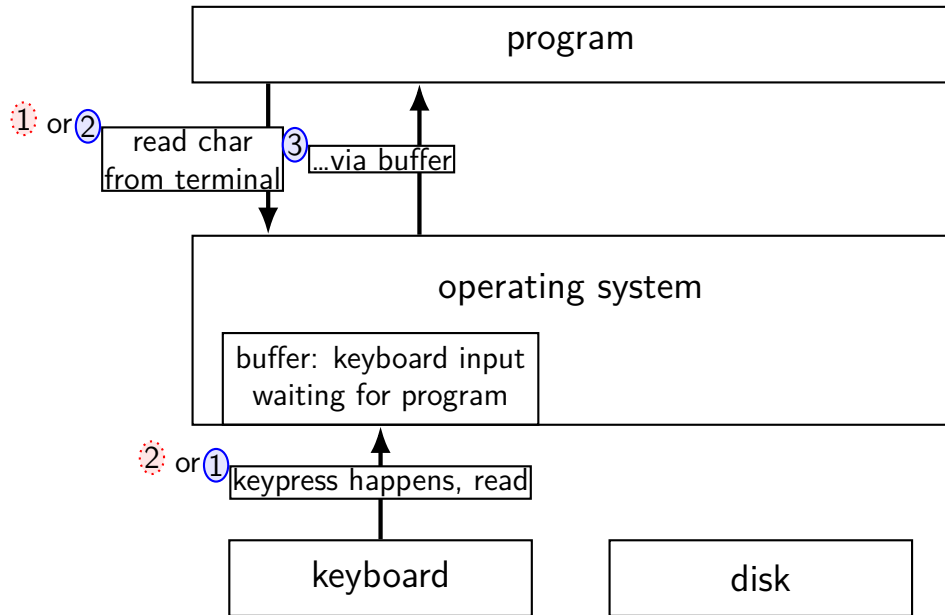 program
1 or 2
read char
from terminal
3
...via buffer
operating system
buffer: keyboard input
waiting for program
2 or 1
keypress happens, read
keyboard
disk